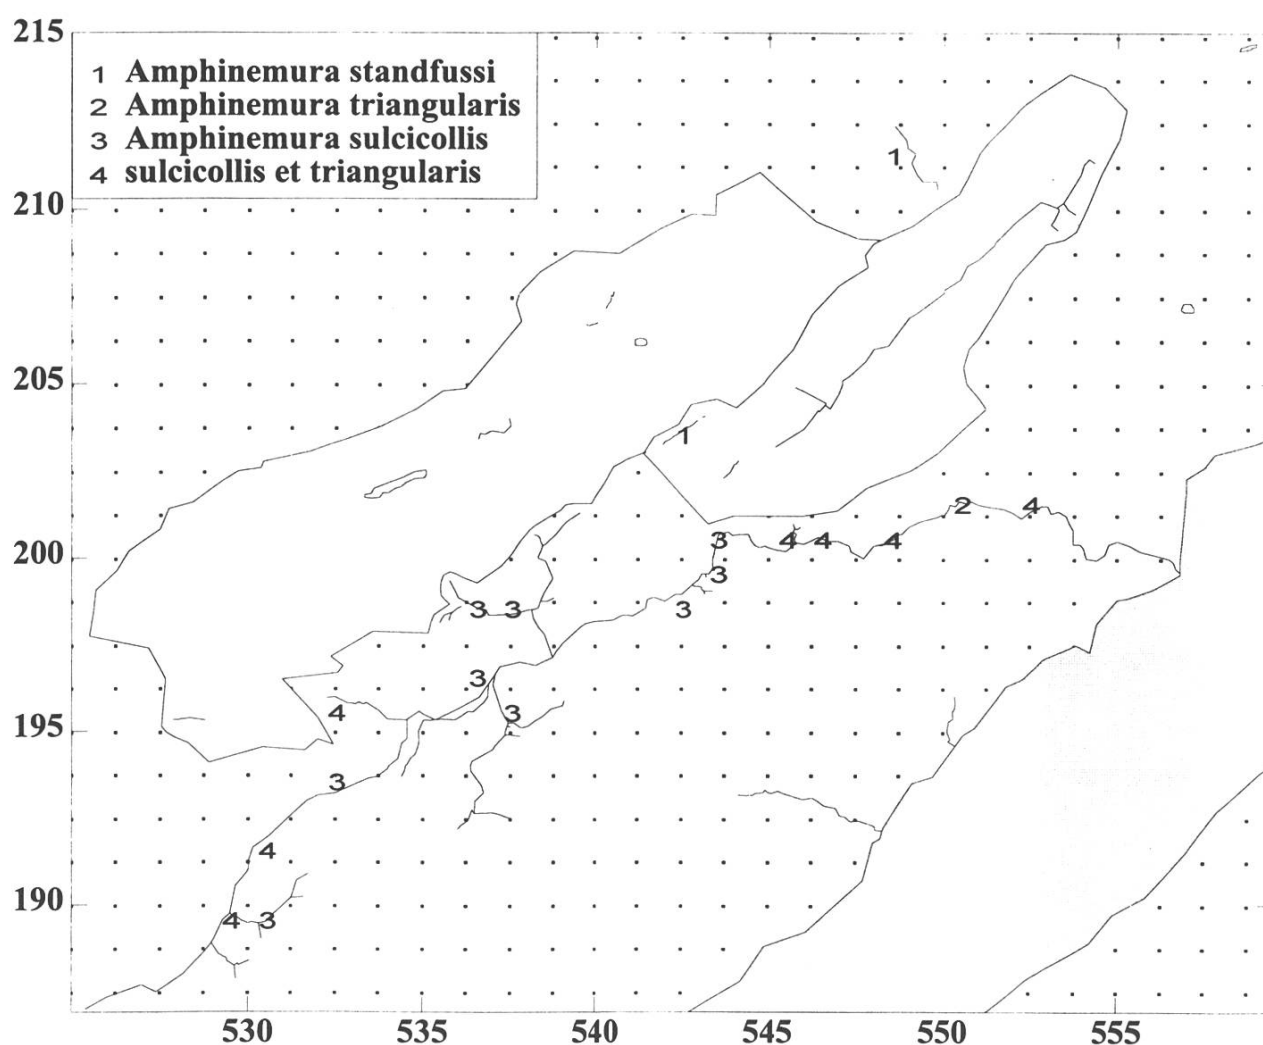 215
1 Amphinemura standfussi
2 Amphinemura triangularis
3 Amphinemura sulcicollis
4 sulcicollis et triangularis
1
210
205
1
2 4
3 4 4 4
200
3
3 3 3
3
4 3
195
3
4
190
4 3
530 535 540 545 550 555